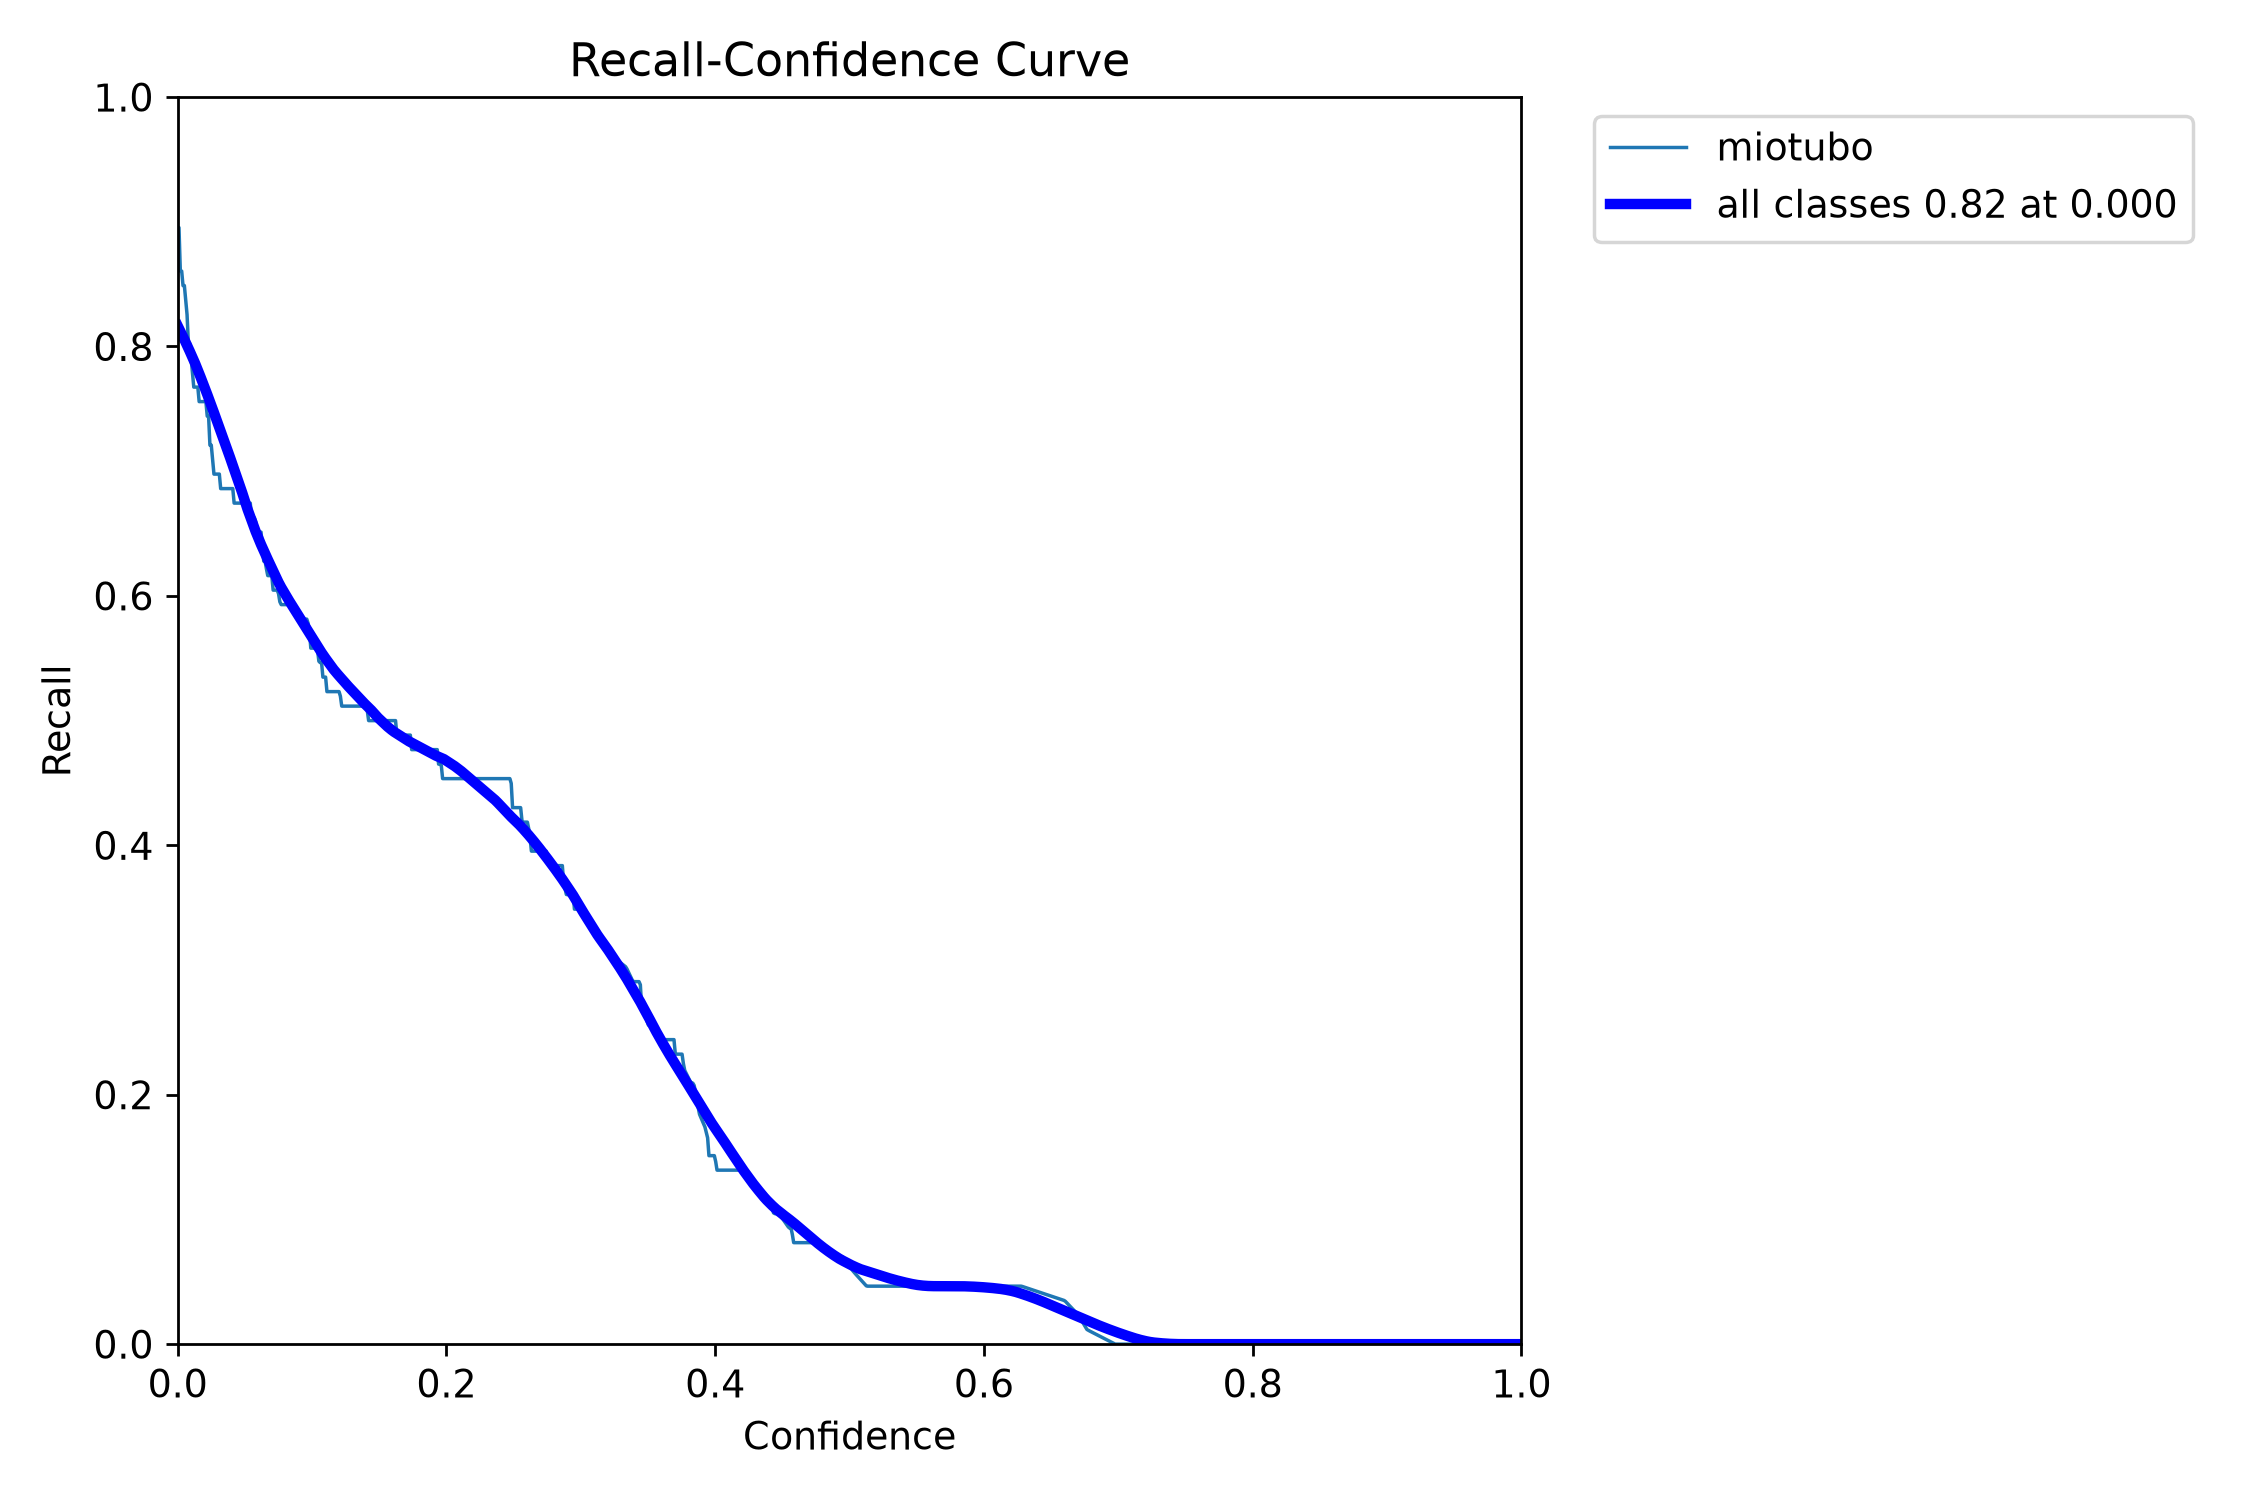 Recall-Confidence Curve
1.0
0.8
0.6
0.4
0.2
0.0
Recall
0.0 0.2 0.4 0.6 0.8 1.0
Confidence
miotubo
all classes 0.82 at 0.000